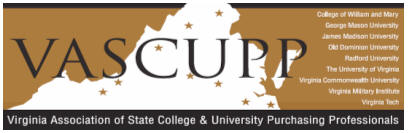 VASCUPP
College of William and Mary
George Mason University
James Madison University
Old Dominion University
Radford University
The University of Virginia
Virginia Commonwealth University
Virginia Military Institute
Virginia Tech
Virginia Association of State College & University Purchasing Professionals